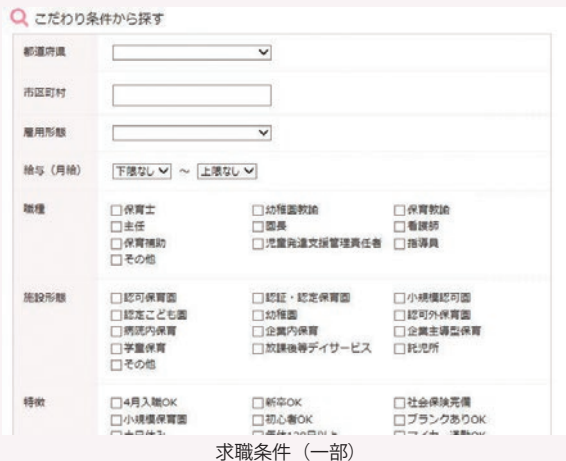 こだわり条件から探す
都道府県
市区町村
雇用形態
給与（月給） 下限なし ～ 上限なし
職種 保育士 幼稚園教諭 保育教諭
主任 園長 看護師
保育補助 児童発達支援管理責任者 指導員
その他
施設形態 認可保育園 認証・認定保育園 小規模認可園
認定こども園 幼稚園 認可外保育園
病院内保育 企業内保育 企業主導型保育
学童保育 放課後等デイサービス 託児所
その他
特徴 4月入職OK 新卒OK 社会保険完備
小規模保育園 初心者OK ブランクありOK
求職条件（一部）